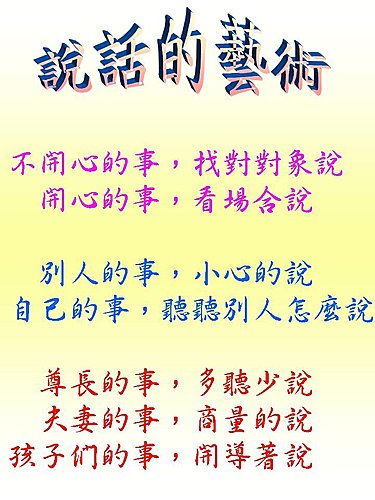 說話的藝術
不開心的事，找對對象說
開心的事，看場合說
別人的事，小心的說
自己的事，聽聽別人怎麼說
尊長的事，多聽少說
夫妻的事，商量的說
孩子們的事，開導著說